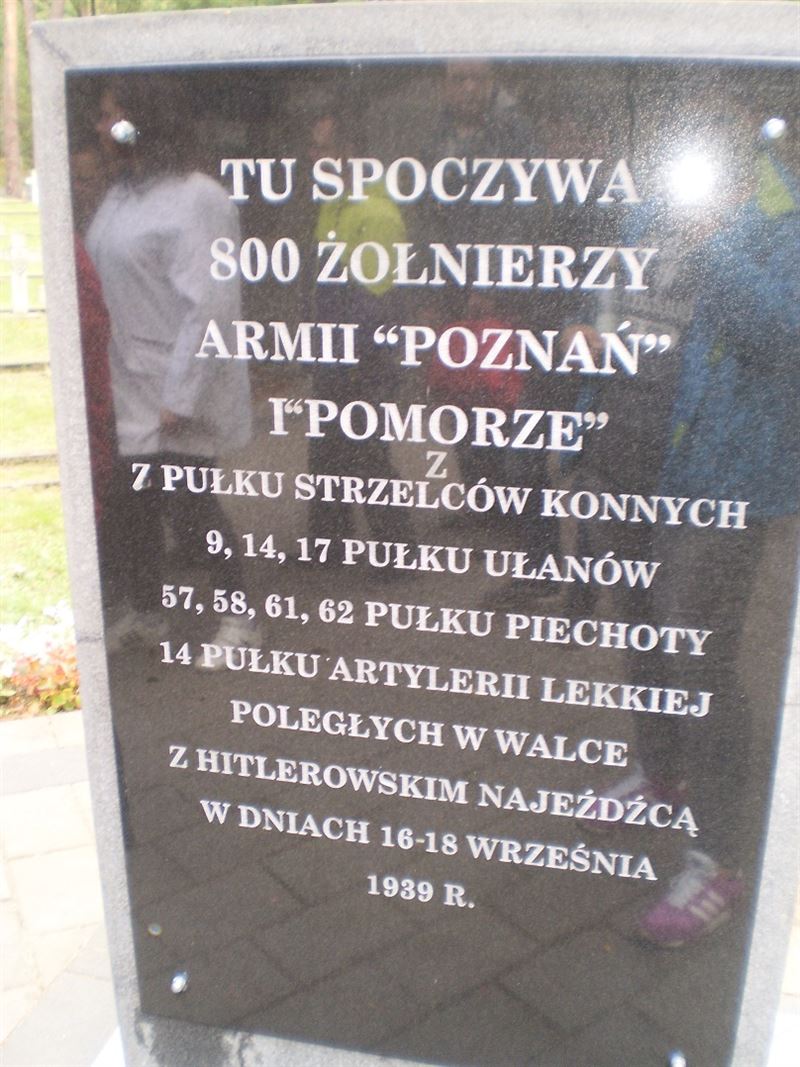 TU SPOCZYWA
800 ŻOŁNIERZY
ARMII “POZNAŃ”
I“POMORZE”
Z
7 PUŁKU STRZELCÓW KONNYCH
9, 14, 17 PUŁKU UŁANÓW
57, 58, 61, 62 PUŁKU PIECHOTY
14 PUŁKU ARTYLERII LEKKIEJ
POLEGŁYCH W WALCE
Z HITLEROWSKIM NAJEŹDŹCĄ
W DNIACH 16-18 WRZEŚNIA
1939 R.